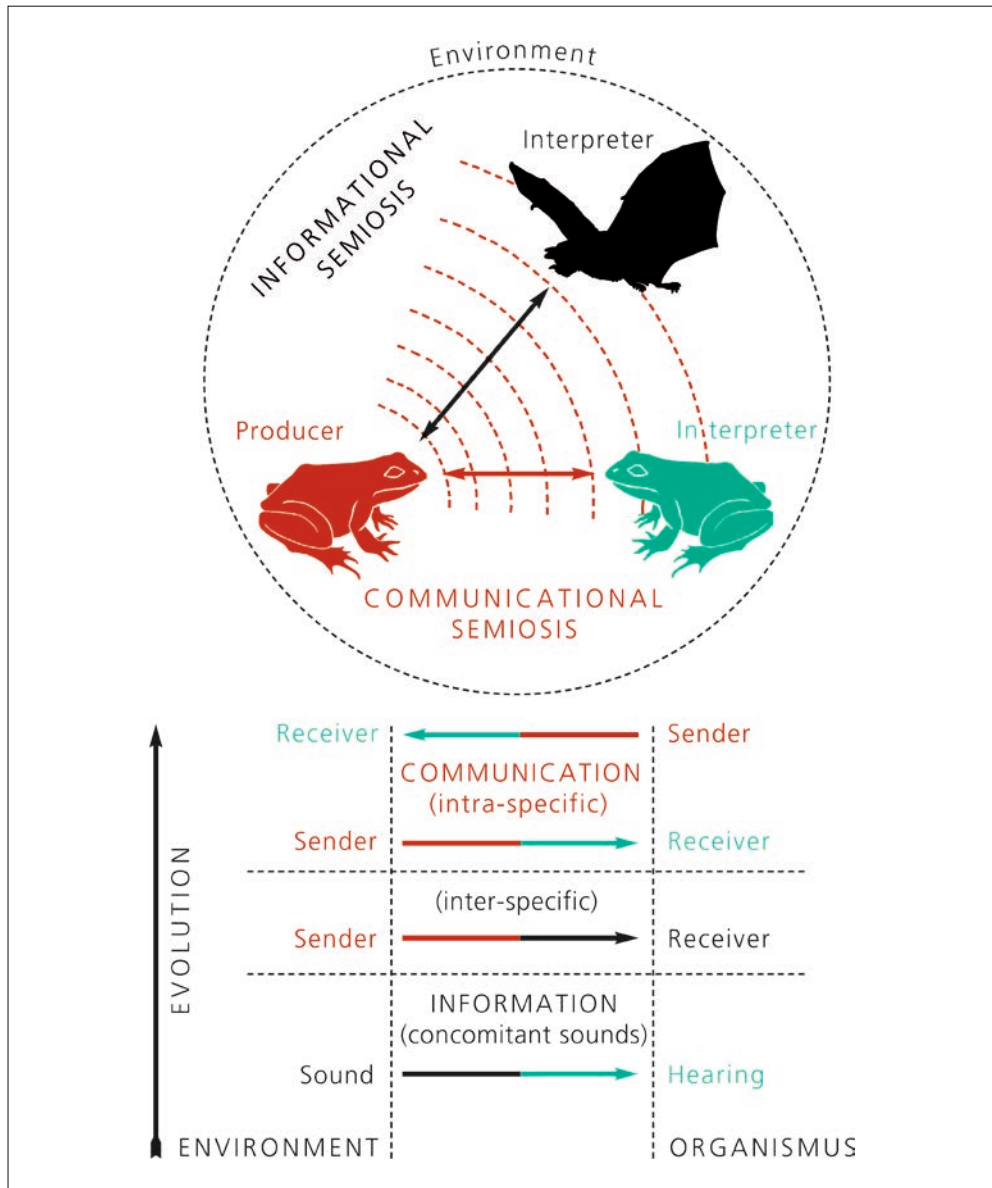 Environment
INFORMATIONAL
SEMIOSIS
Interpreter
Producer
Interpreter
COMMUNICATIONAL
SEMIOSIS
Receiver
Sender
COMMUNICATION
(intra-specific)
Sender
Receiver
(inter-specific)
Sender
Receiver
INFORMATION
(concomitant sounds)
Sound
Hearing
EVOLUTION
ENVIRONMENT
ORGANISMUS